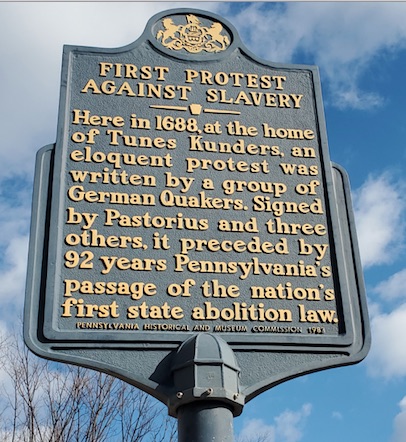 FIRST PROTEST
AGAINST SLAVERY
Here in 1688, at the home
of Tunes Kunders, an
eloquent protest was
written by a group of
German Quakers. Signed
by Pastorius and three
others, it preceded by
92 years Pennsylvania's
passage of the nation's
first state abolition law.
PENNSYLVANIA HISTORICAL AND MUSEUM COMMISSION 1983